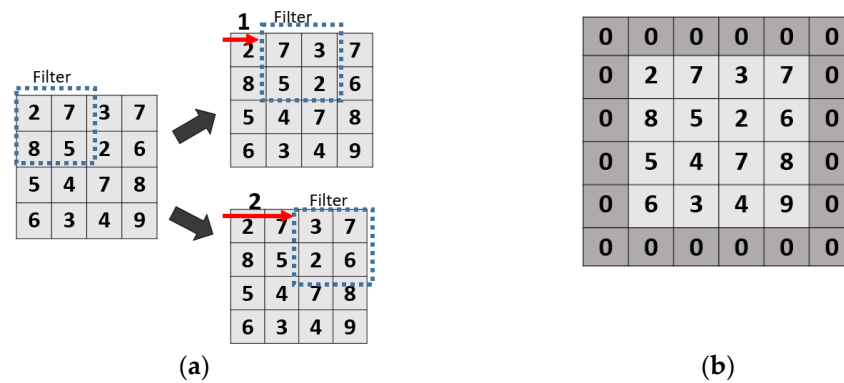 Filter
2 7 3 7
8 5 2 6
5 4 7 8
6 3 4 9
1
Filter
2 7 3 7
8 5 2 6
5 4 7 8
6 3 4 9
2
Filter
2 7 3 7
8 5 2 6
5 4 7 8
6 3 4 9
(a)
0 0 0 0 0 0
0 2 7 3 7 0
0 8 5 2 6 0
0 5 4 7 8 0
0 6 3 4 9 0
0 0 0 0 0 0
(b)